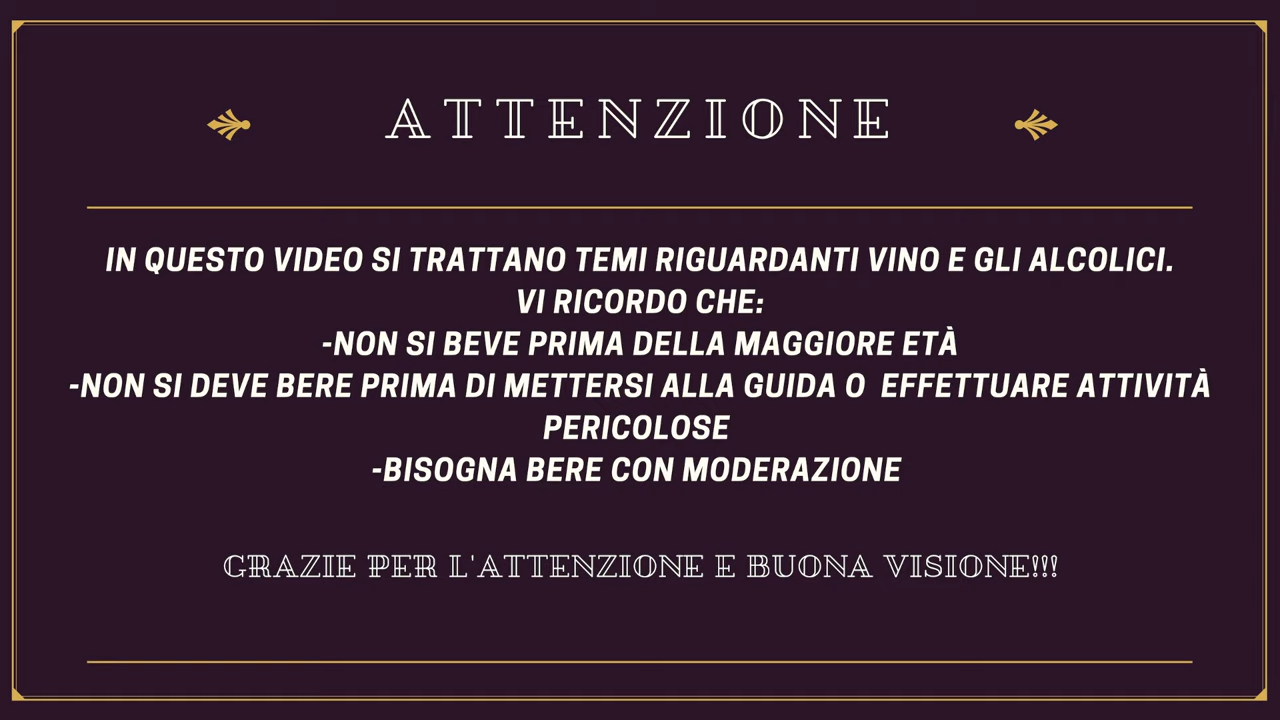 ATTENZIONE
IN QUESTO VIDEO SI TRATTANO TEMI RIGUARDANTI VINO E GLI ALCOLICI.
VI RICORDO CHE:
-NON SI BEVE PRIMA DELLA MAGGIORE ETÀ
-NON SI DEVE BERE PRIMA DI METTERSI ALLA GUIDA O  EFFETTUARE ATTIVITÀ
PERICOLOSE
-BISOGNA BERE CON MODERAZIONE
GRAZIE PER L'ATTENZIONE E BUONA VISIONE!!!